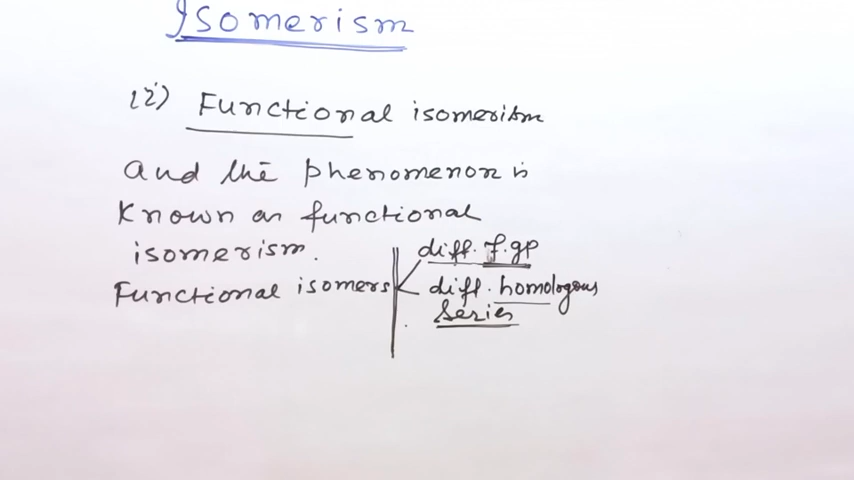 Isomerism
(2) Functional isomerism
and the phenomenon is
known as functional
isomerism.
diff. f.gp
Functional isomers
diff. homologous
series